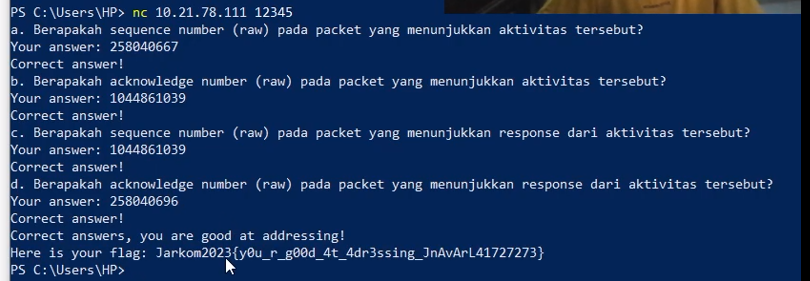 PS C:\Users\HP> nc 10.21.78.111 12345
a. Berapakah sequence number (raw) pada packet yang menunjukkan aktivitas tersebut?
Your answer: 258040667
Correct answer!
b. Berapakah acknowledge number (raw) pada packet yang menunjukkan aktivitas tersebut?
Your answer: 1044861039
Correct answer!
c. Berapakah sequence number (raw) pada packet yang menunjukkan response dari aktivitas tersebut?
Your answer: 1044861039
Correct answer!
d. Berapakah acknowledge number (raw) pada packet yang menunjukkan response dari aktivitas tersebut?
Your answer: 258040696
Correct answer!
Correct answers, you are good at addressing!
Here is your flag: Jarkom2023{y0u_r_g00d_4t_4dr3ssing_JnAvArL41727273}
PS C:\Users\HP>